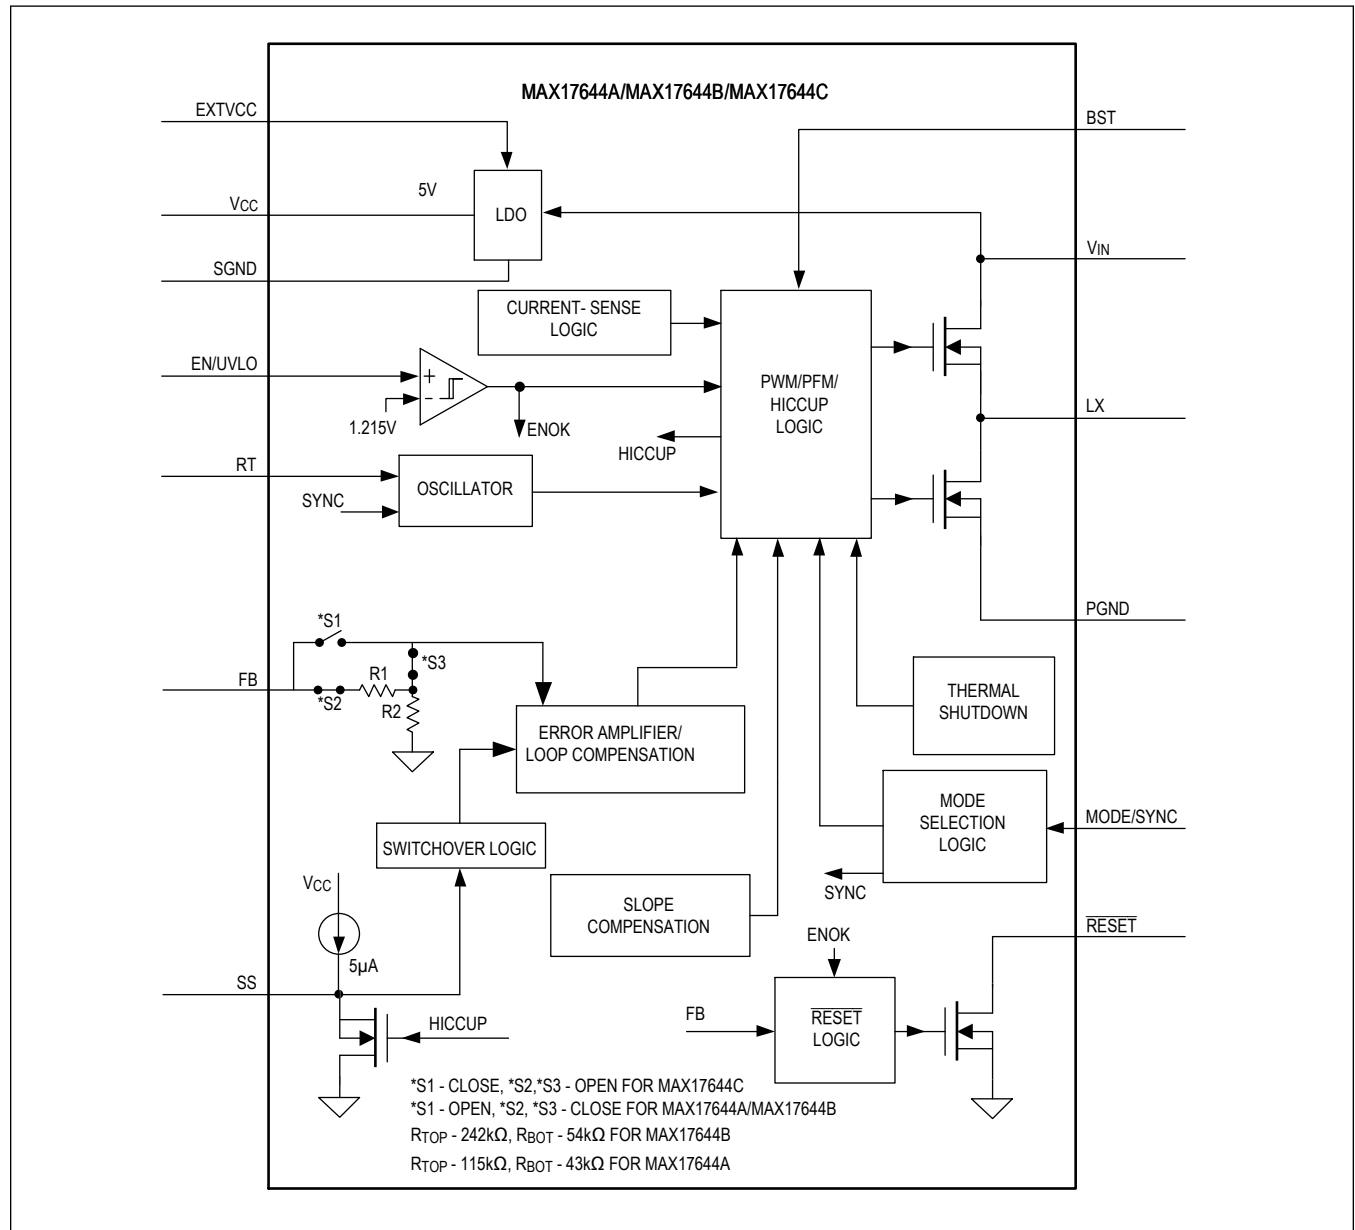 MAX17644A/MAX17644B/MAX17644C
EXTVCC
BST
5V
LDO
VCC
VIN
SGND
CURRENT- SENSE
LOGIC
EN/UVLO
+
-
1.215V
ENOK
PWM/PFM/
HICCUP
LOGIC
LX
HICCUP
RT
OSCILLATOR
SYNC
PGND
*S1
*S3
FB
*S2
R1
R2
THERMAL
SHUTDOWN
ERROR AMPLIFIER/
LOOP COMPENSATION
MODE
SELECTION
LOGIC
MODE/SYNC
SYNC
SWITCHOVER LOGIC
VCC
5µA
SLOPE
COMPENSATION
SS
HICCUP
ENOK
RESET
FB
RESET
LOGIC
*S1 - CLOSE, *S2,*S3 - OPEN FOR MAX17644C
*S1 - OPEN, *S2, *S3 - CLOSE FOR MAX17644A/MAX17644B
RTOP - 242kΩ, RBOT - 54kΩ FOR MAX17644B
RTOP - 115kΩ, RBOT - 43kΩ FOR MAX17644A